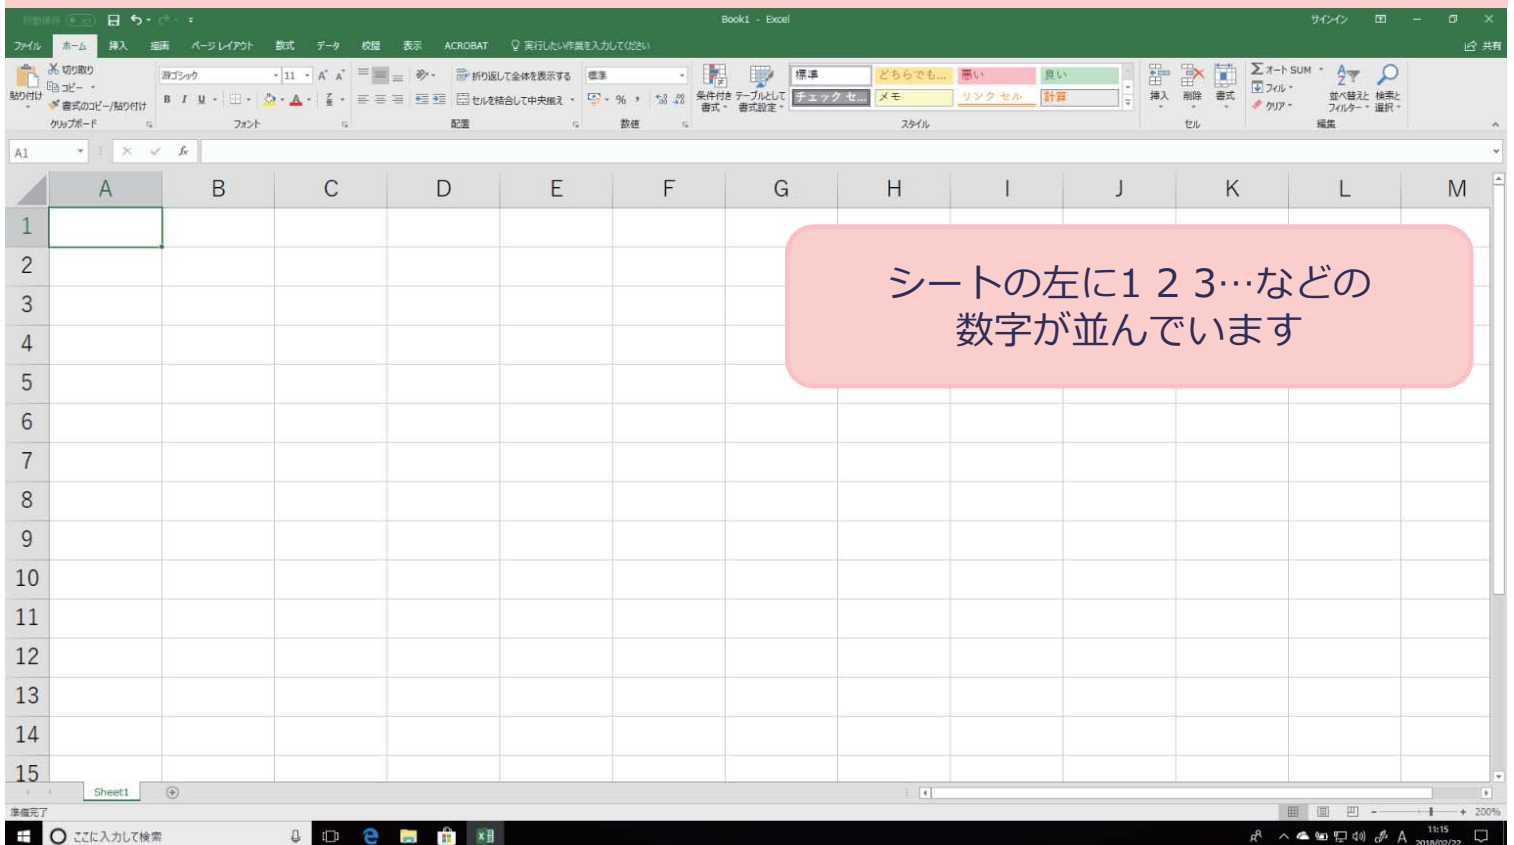 自動保存
Book1 - Excel
サインイン
ファイル ホーム 挿入 描画 ページ レイアウト 数式 データ 校閲 表示 ACROBAT 実行したい作業を入力してください 共有
貼り付け
切り取り
コピー
書式のコピー/貼り付け
クリップボード
游ゴシック 11
B I U
フォント
折り返して全体を表示する
セルを結合して中央揃え
配置
標準
%
数値
条件付き書式
テーブルとして書式設定
標準 どちらでも... 悪い 良い
チェック セ... メモ リンク セル 計算
スタイル
挿入 削除 書式
セル
オート SUM
フィル
クリア
並べ替えと
フィルター
検索と
選択
編集
A1
fx
A B C D E F G H I J K L M
1
2
3
4
5
6
7
8
9
10
11
12
13
14
15
シートの左に1 2 3…などの
数字が並んでいます
Sheet1
準備完了
200%
ここに入力して検索
A
11:15
2018/02/22